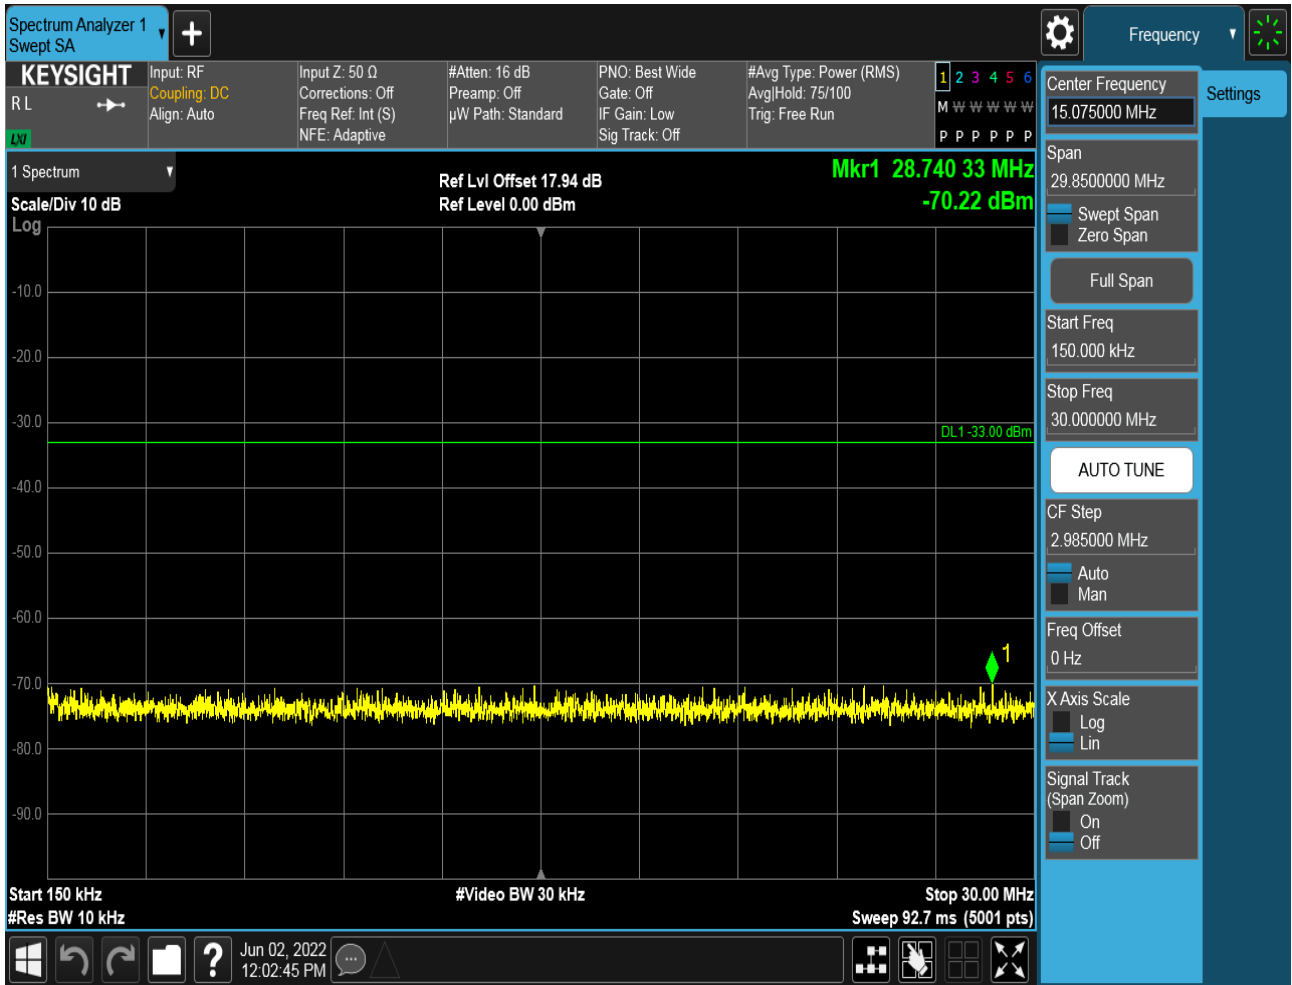 Spectrum Analyzer 1
Swept SA
Frequency
KEYSIGHT
R L
LXI
Input: RF
Coupling: DC
Align: Auto
Input Z: 50 Ω
Corrections: Off
Freq Ref: Int (S)
NFE: Adaptive
#Atten: 16 dB
Preamp: Off
µW Path: Standard
PNO: Best Wide
Gate: Off
IF Gain: Low
Sig Track: Off
#Avg Type: Power (RMS)
Avg|Hold: 75/100
Trig: Free Run
1 2 3 4 5 6
M W W W W W
P P P P P P
1 Spectrum
Scale/Div 10 dB
Log
Ref Lvl Offset 17.94 dB
Ref Level 0.00 dBm
Mkr1 28.740 33 MHz
-70.22 dBm
-10.0
-20.0
-30.0
DL1 -33.00 dBm
-40.0
-50.0
-60.0
1
-70.0
-80.0
-90.0
Start 150 kHz
#Video BW 30 kHz
Stop 30.00 MHz
#Res BW 10 kHz
Sweep 92.7 ms (5001 pts)
?
Jun 02, 2022
12:02:45 PM
Center Frequency
15.075000 MHz
Settings
Span
29.8500000 MHz
Swept Span
Zero Span
Full Span
Start Freq
150.000 kHz
Stop Freq
30.000000 MHz
AUTO TUNE
CF Step
2.985000 MHz
Auto
Man
Freq Offset
0 Hz
X Axis Scale
Log
Lin
Signal Track
(Span Zoom)
On
Off